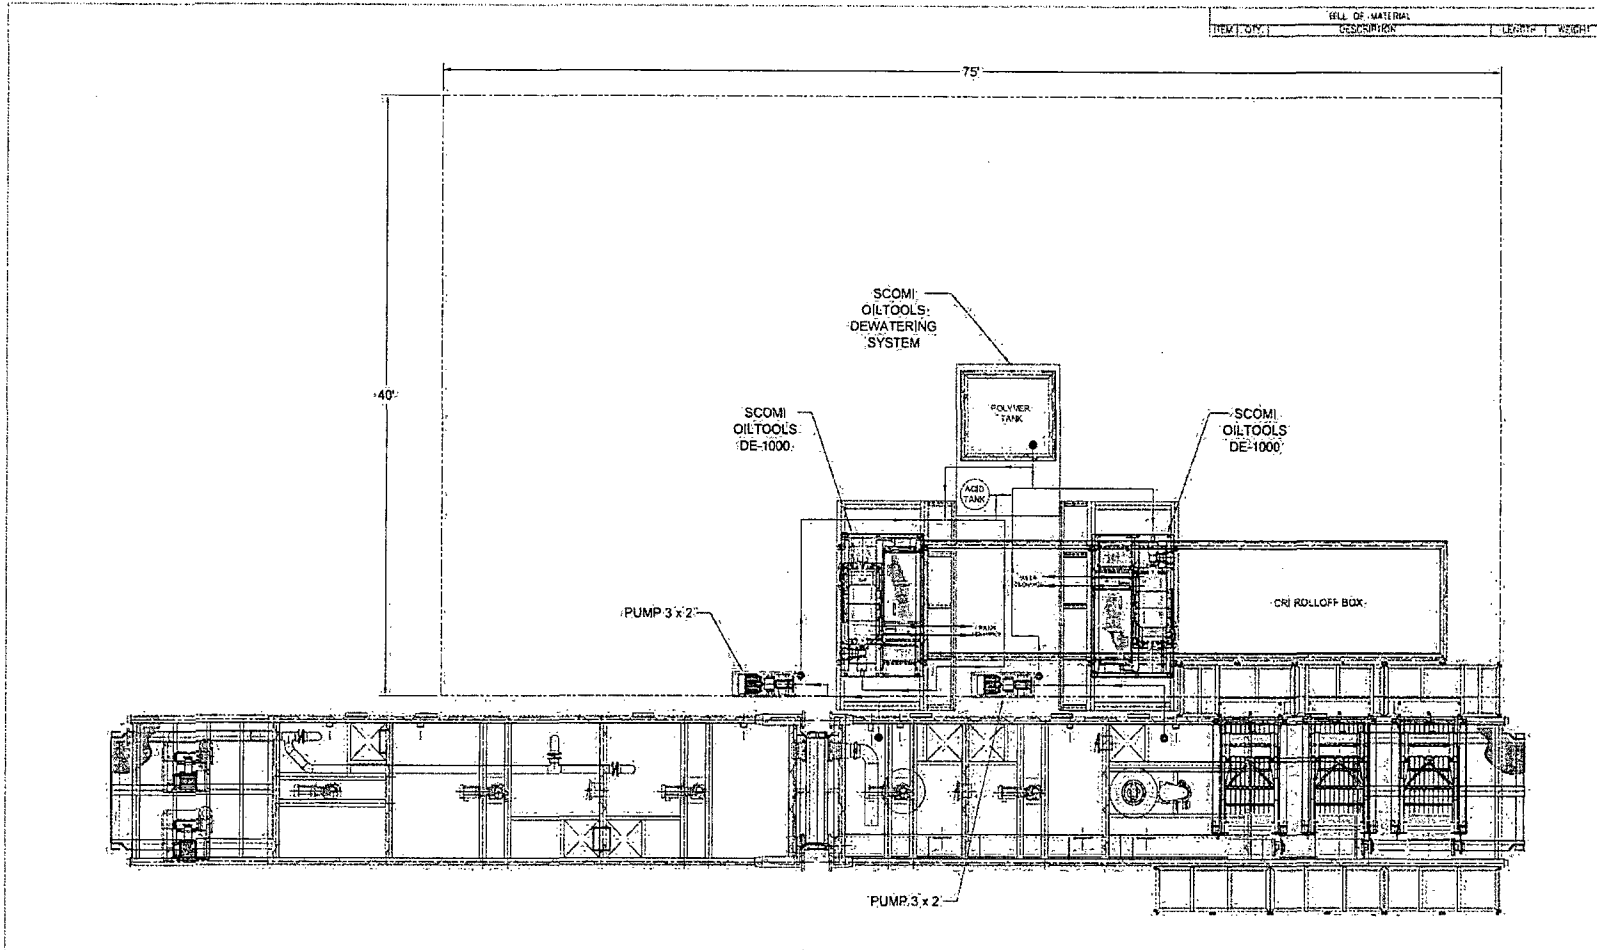 BILL OF MATERIAL
ITEM QTY. DESCRIPTION LENGTH WEIGHT
75'
40'
SCOMI
OILTOOLS
DEWATERING
SYSTEM
POLYMER
TANK
SCOMI
OILTOOLS
DE-1000
SCOMI
OILTOOLS
DE-1000
ACID
TANK
CRI ROLLOFF BOX
PUMP 3 x 2
PUMP 3 x 2